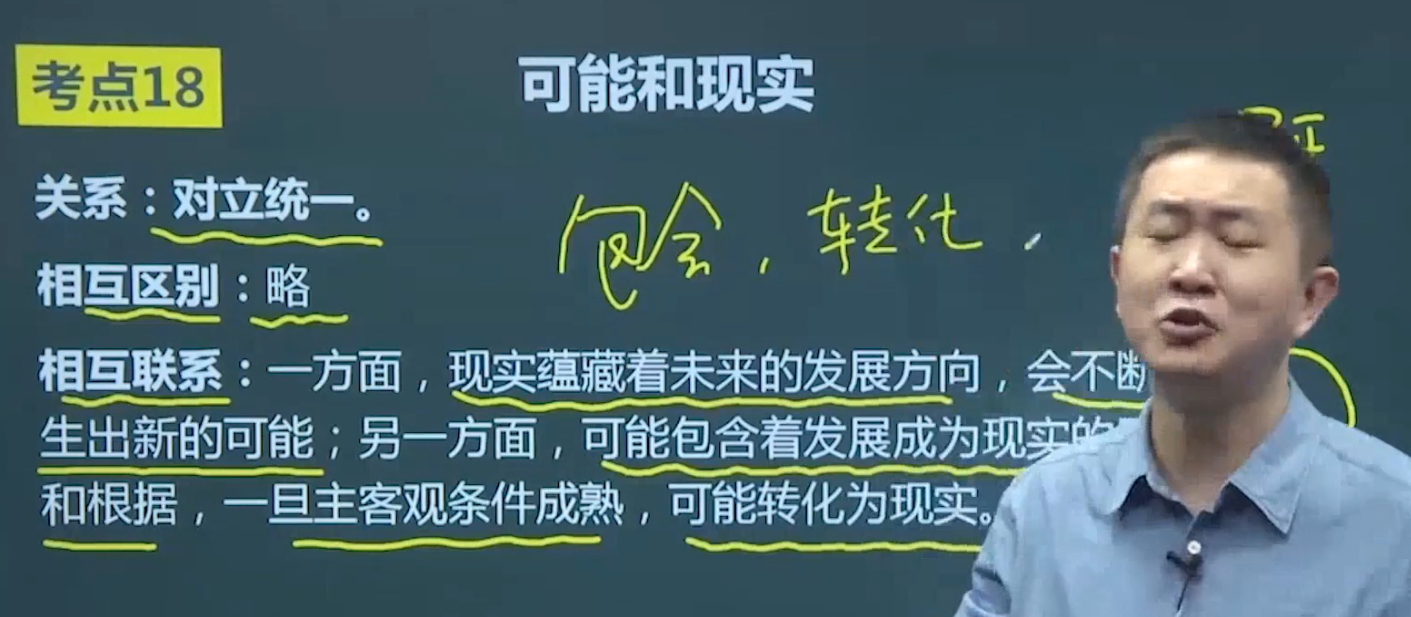 考点18
可能和现实
关系：对立统一。
包含，转化，
相互区别：略
相互联系：一方面，现实蕴藏着未来的发展方向，会不断
生出新的可能；另一方面，可能包含着发展成为现实的
和根据，一旦主客观条件成熟，可能转化为现实。